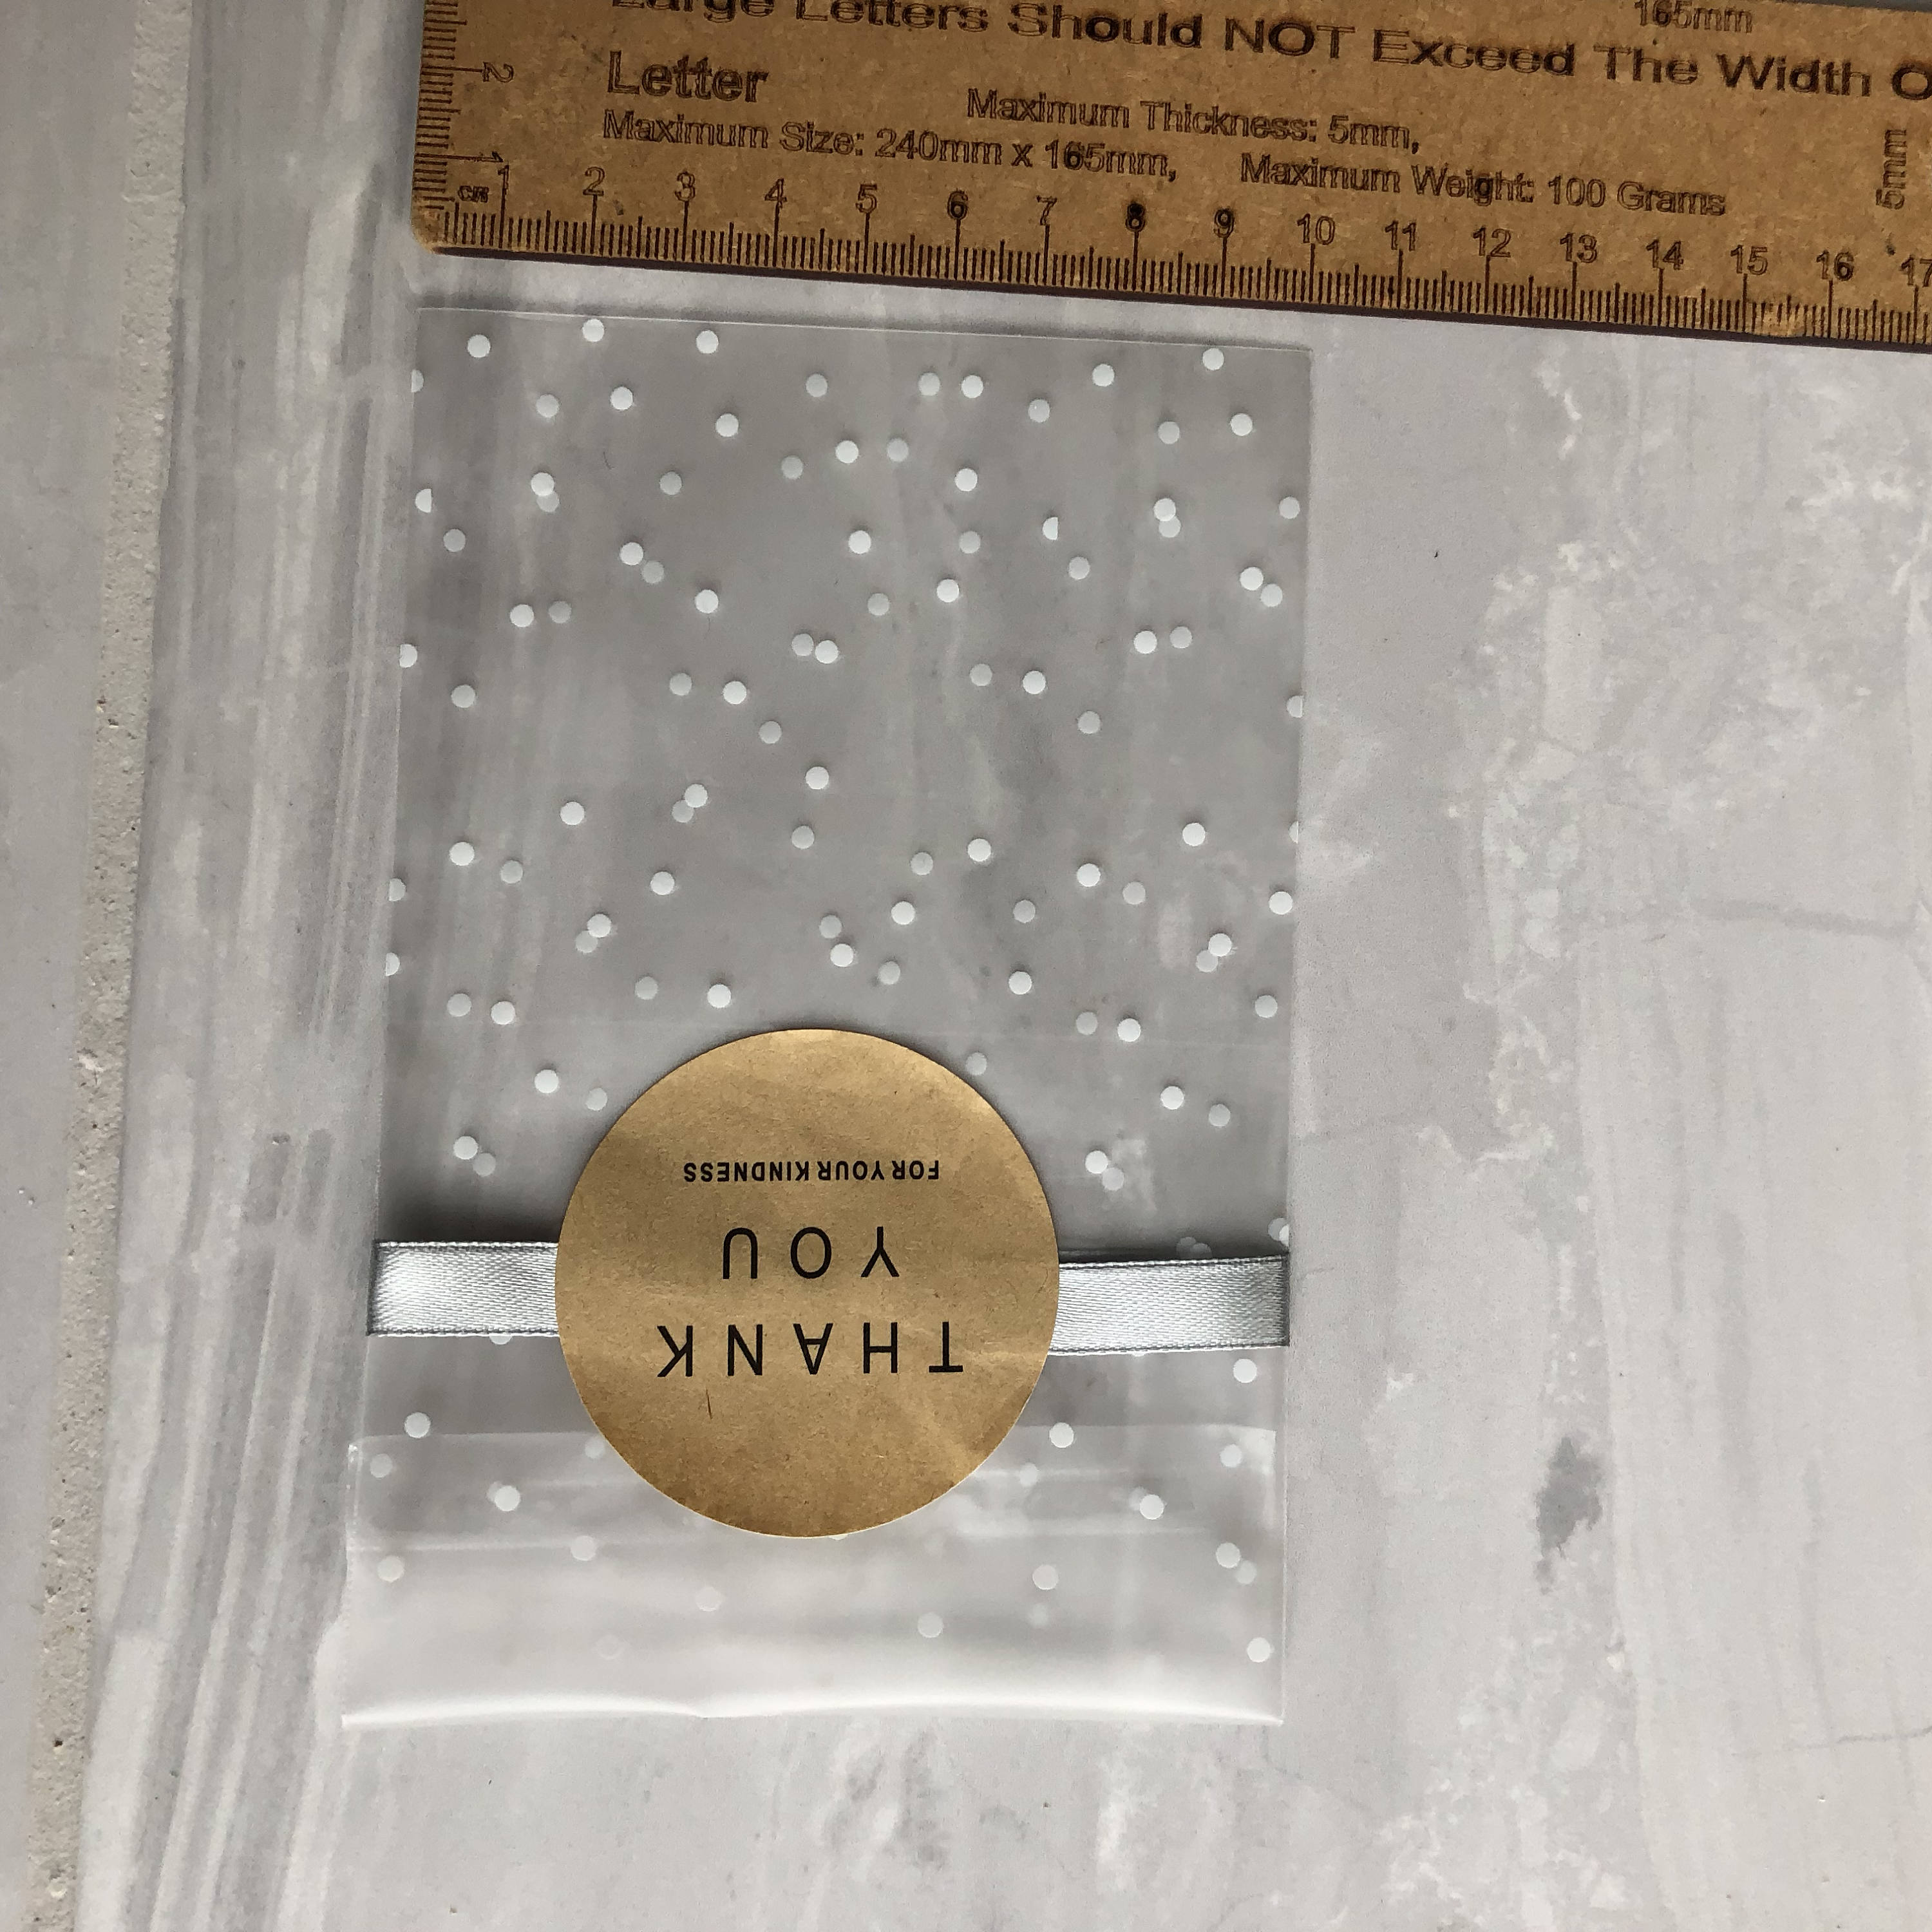 165mm
Large Letters Should NOT Exceed The Width O
Letter
Maximum Thickness: 5mm,
Maximum Size: 240mm x 165mm, Maximum Weight: 100 Grams
5mm
2
1
CM 1 2 3 4 5 6 7 8 9 10 11 12 13 14 15 16 17
THANK
YOU
FOR YOUR KINDNESS